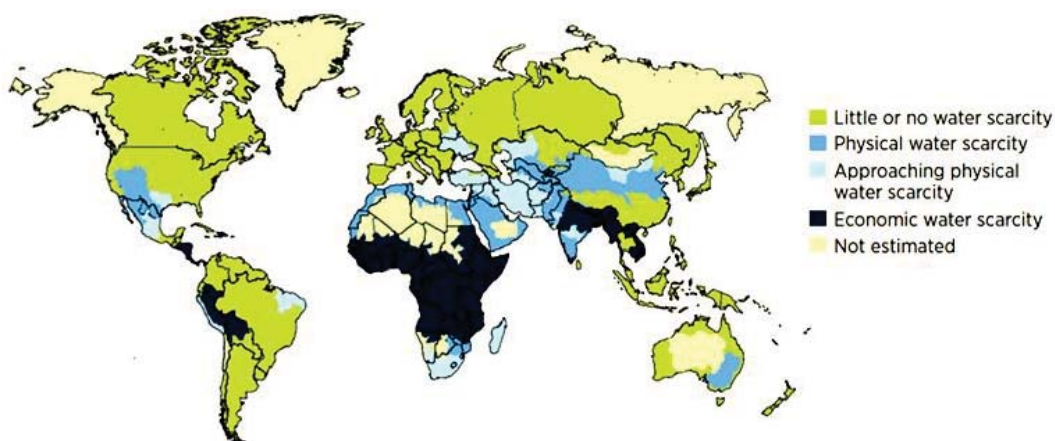 Little or no water scarcity
Physical water scarcity
Approaching physical
water scarcity
Economic water scarcity
Not estimated